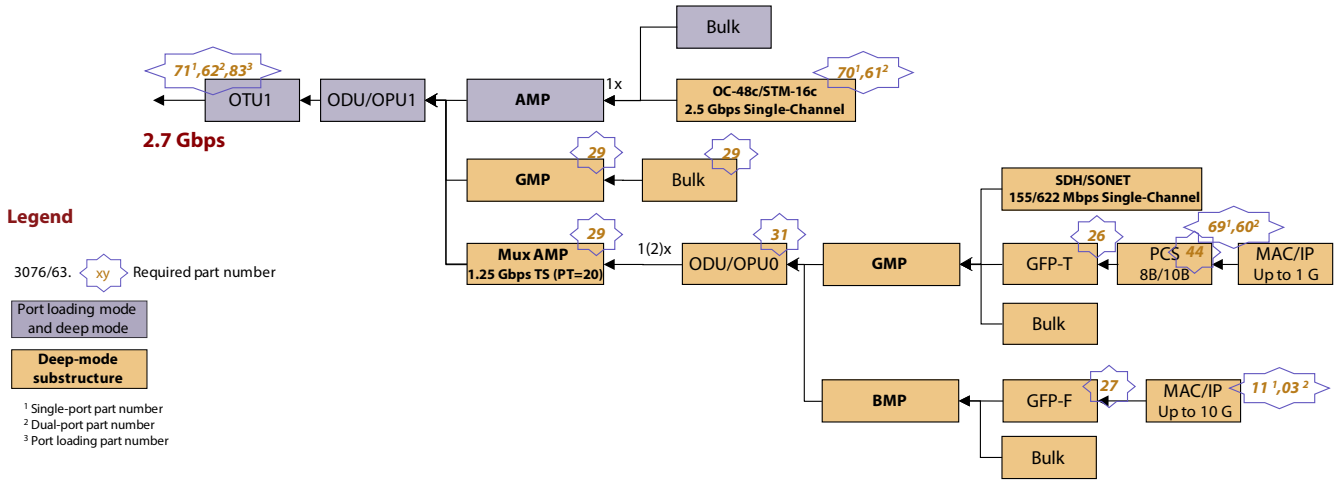 Bulk
71¹,62²,83³
70¹,61²
1x
OTU1
ODU/OPU1
AMP
OC-48c/STM-16c
2.5 Gbps Single-Channel
2.7 Gbps
29
29
GMP
Bulk
SDH/SONET
155/622 Mbps Single-Channel
Legend
29
31
26
69¹,60²
44
3076/63.
xy
Required part number
Mux AMP
1.25 Gbps TS (PT=20)
1(2)x
ODU/OPU0
GMP
GFP-T
PCS
8B/10B
MAC/IP
Up to 1 G
Port loading mode
and deep mode
Bulk
Deep-mode
substructure
27
11 ¹,03 ²
BMP
GFP-F
MAC/IP
Up to 10 G
¹ Single-port part number
² Dual-port part number
³ Port loading part number
Bulk